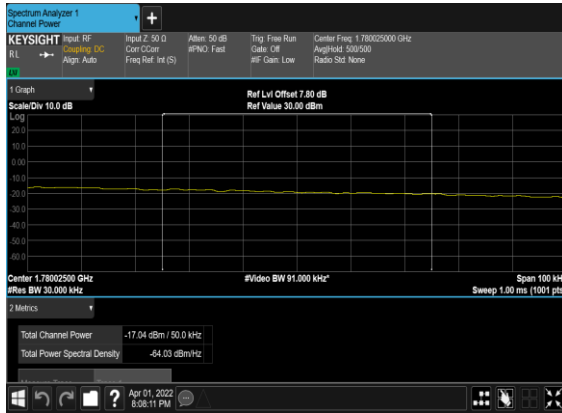 Spectrum Analyzer 1
Channel Power
+
KEYSIGHT Input: RF Input Z: 50 Ω Atten: 50 dB Trig: Free Run Center Freq: 1.780025000 GHz
RL Coupling: DC Corr CCorr #PNO: Fast Gate: Off Avg|Hold: 500/500
Align: Auto Freq Ref: Int (S) #IF Gain: Low Radio Std: None
1 Graph
Ref Lvl Offset 7.80 dB
Scale/Div 10.0 dB Ref Value 30.00 dBm
Log
20.0
10.0
0.00
-10.0
-20.0
-30.0
-40.0
-50.0
-60.0
Center 1.78002500 GHz #Video BW 91.000 kHz* Span 100 kH
#Res BW 30.000 kHz Sweep 1.00 ms (1001 pts
2 Metrics
Total Channel Power -17.04 dBm / 50.0 kHz
Total Power Spectral Density -64.03 dBm/Hz
?
Apr 01, 2022
8:08:11 PM